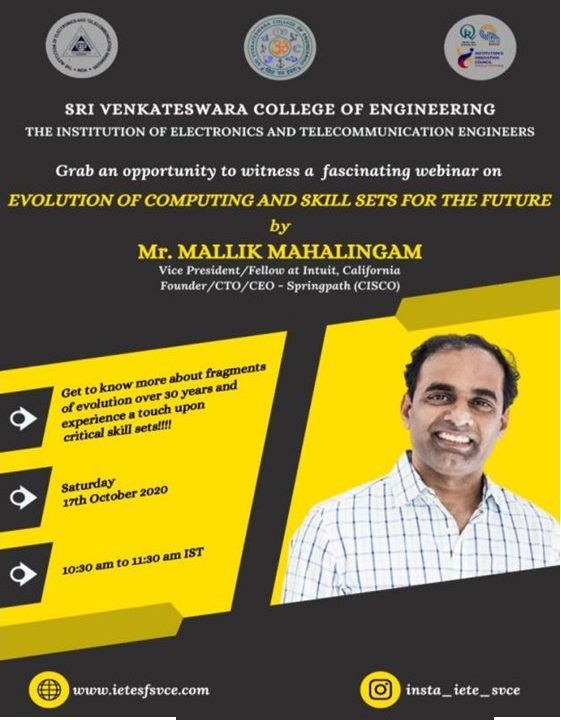 SRI VENKATESWARA COLLEGE OF ENGINEERING
THE INSTITUTION OF ELECTRONICS AND TELECOMMUNICATION ENGINEERS
Grab an opportunity to witness a fascinating webinar on
EVOLUTION OF COMPUTING AND SKILL SETS FOR THE FUTURE
by
Mr. MALLIK MAHALINGAM
Vice President/Fellow at Intuit, California
Founder/CTO/CEO - Springpath (CISCO)
Get to know more about fragments
of evolution over 30 years and
experience a touch upon
critical skill sets!!!!
Saturday
17th October 2020
10:30 am to 11:30 am IST
www.ietesfsvce.com
insta_iete_svce